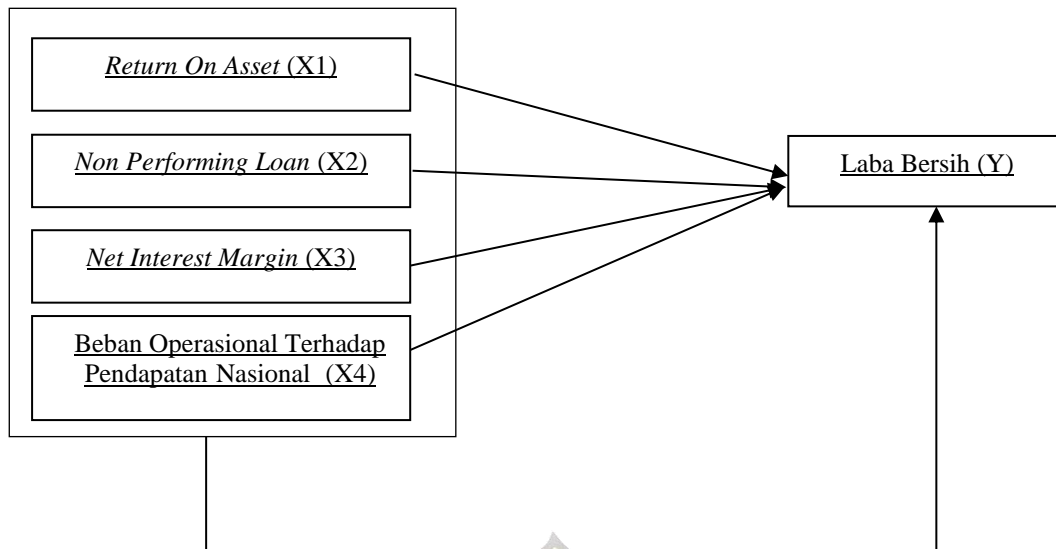 Return On Asset (X1)
Non Performing Loan (X2)
Net Interest Margin (X3)
Beban Operasional Terhadap
Pendapatan Nasional (X4)
Laba Bersih (Y)